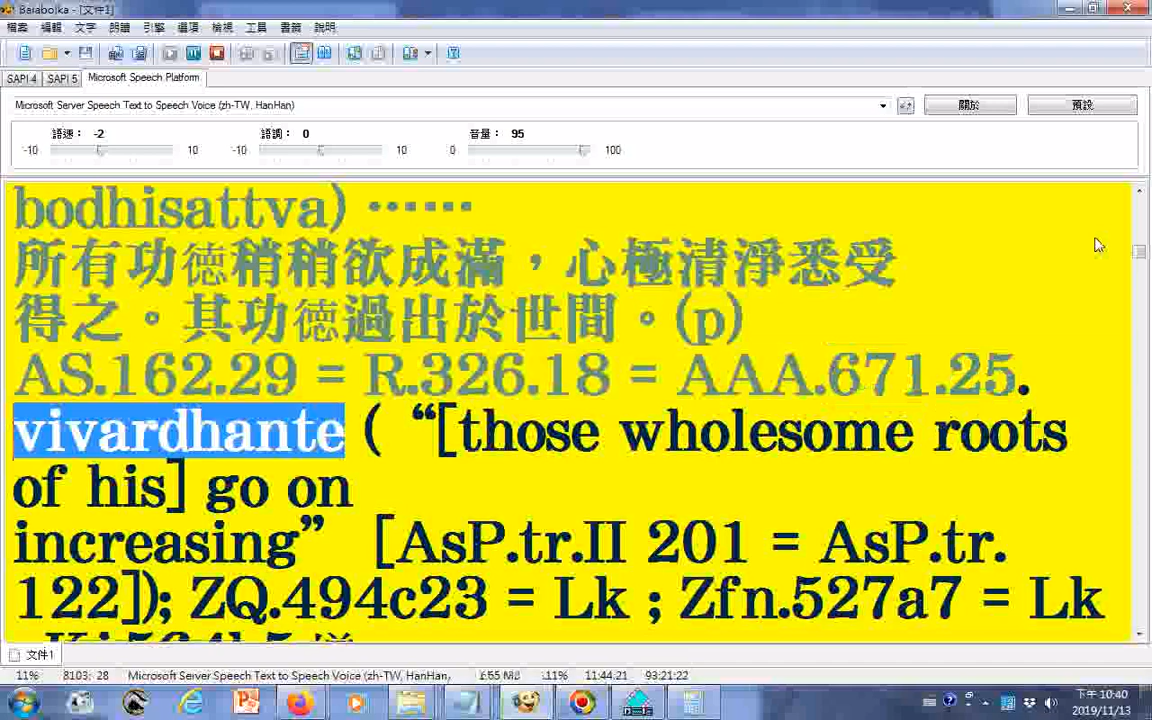 Balabolka - [文件1]
檔案 編輯 文字 朗讀 引擎 選項 檢視 工具 書籤 說明
SAPI 4 SAPI 5 Microsoft Speech Platform
Microsoft Server Speech Text to Speech Voice (zh-TW, HanHan) 關於 預設
語速： -2 語調： 0 音量： 95
-10 10 -10 10 0 100
bodhisattva) ⋯⋯
所有功德稍稍欲成滿，心極清淨悉受
得之。其功德過出於世間。(p)
AS.162.29 = R.326.18 = AAA.671.25.
vivardhante ( “[those wholesome roots
of his] go on
increasing” [AsP.tr.II 201 = AsP.tr.
122]); ZQ.494c23 = Lk ; Zfn.527a7 = Lk
文件1
11% 8103: 28 Microsoft Server Speech Text to Speech Voice (zh-TW, HanHan, 1.55 MB 11% 11:44.21 93:21:22
下午 10:40
2019/11/13